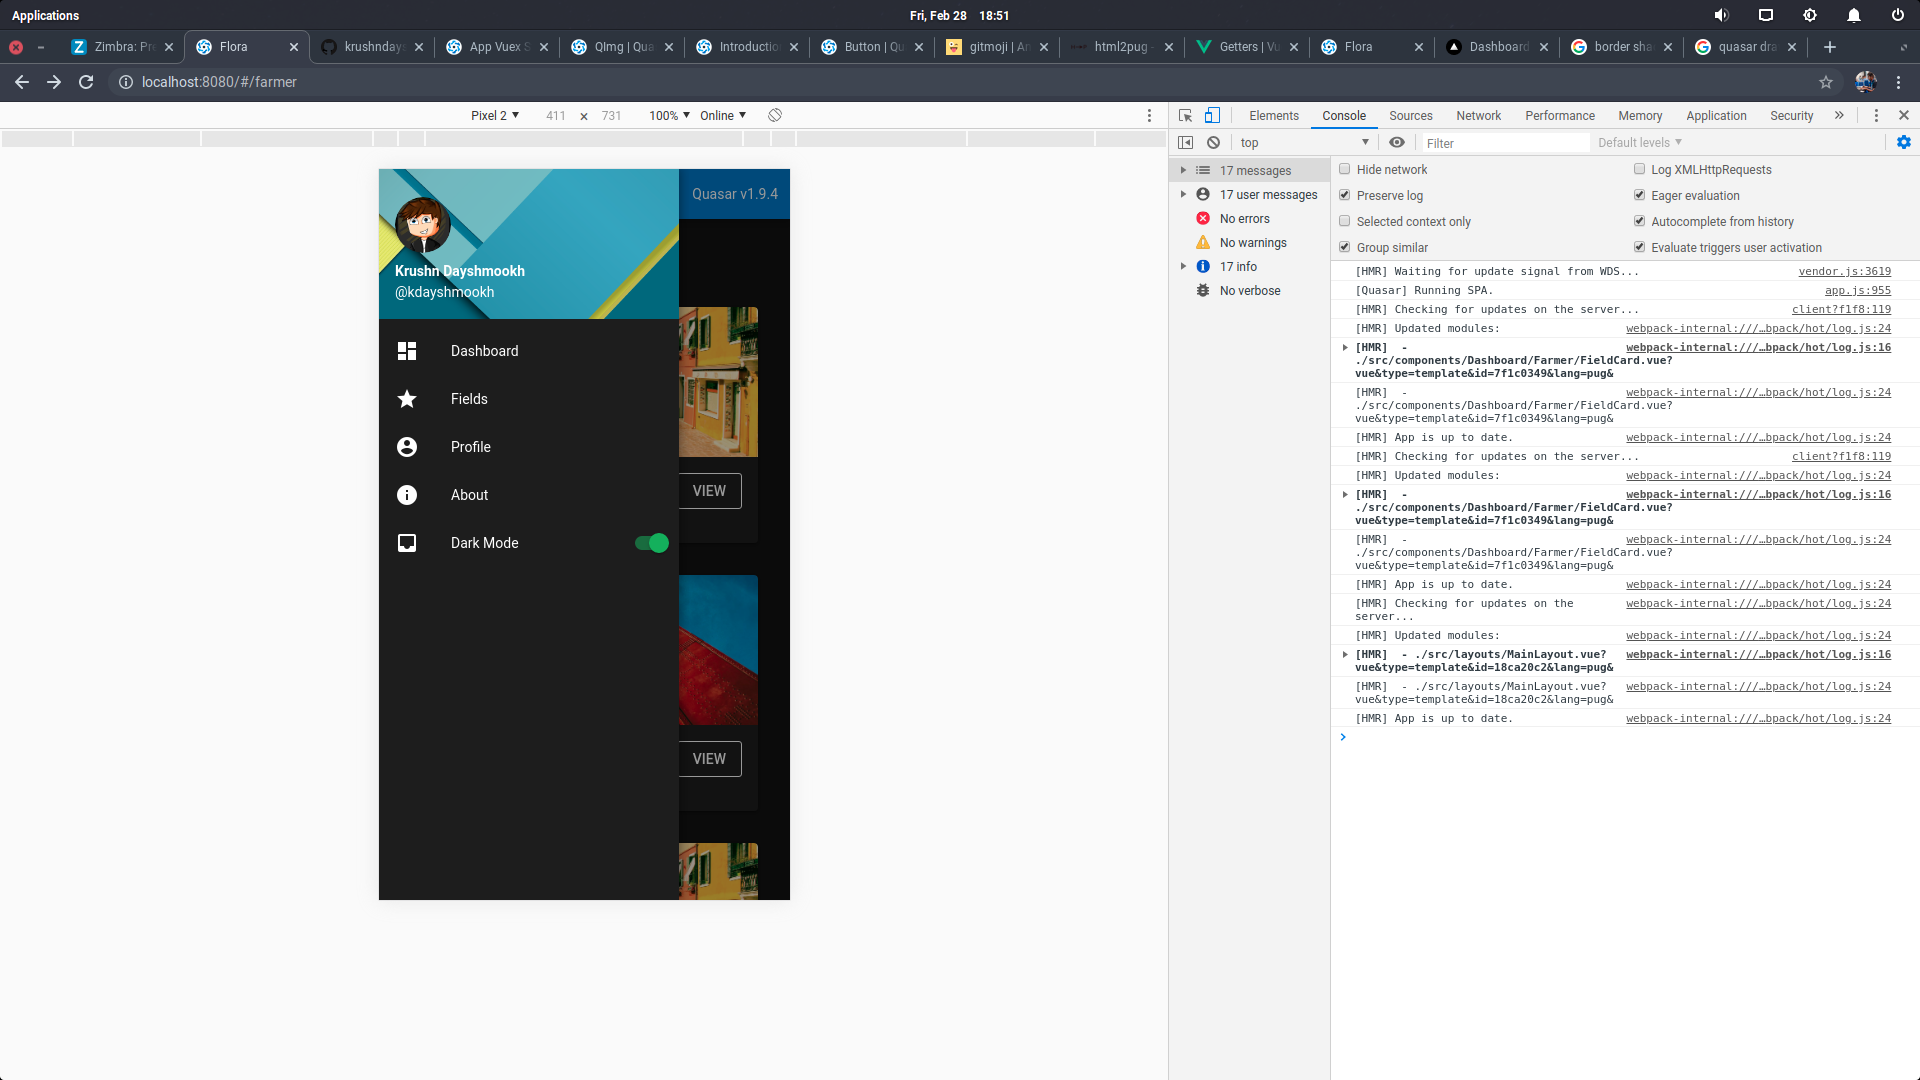 Applications
Fri, Feb 28 18:51
Zimbra: Pr
Flora
krushnday
App Vuex S
QImg | Qua
Introductio
Button | Qu
gitmoji | An
html2pug -
Getters | Vu
Flora
Dashboard
border sha
quasar dra
localhost:8080/#/farmer
Pixel 2 411 × 731 100% Online
Elements Console Sources Network Performance Memory Application Security
top Filter Default levels
17 messages
17 user messages
No errors
No warnings
17 info
No verbose
Hide network Log XMLHttpRequests
Preserve log Eager evaluation
Selected context only Autocomplete from history
Group similar Evaluate triggers user activation
Quasar v1.9.4
Krushn Dayshmookh
@kdayshmookh
Dashboard
Fields
Profile
About
Dark Mode
VIEW
VIEW
[HMR] Waiting for update signal from WDS... vendor.js:3619
[Quasar] Running SPA. app.js:955
[HMR] Checking for updates on the server... client?f1f8:119
[HMR] Updated modules: webpack-internal:///…bpack/hot/log.js:24
[HMR]  - webpack-internal:///…bpack/hot/log.js:16
./src/components/Dashboard/Farmer/FieldCard.vue?
vue&type=template&id=7f1c0349&lang=pug&
[HMR]  - webpack-internal:///…bpack/hot/log.js:24
./src/components/Dashboard/Farmer/FieldCard.vue?
vue&type=template&id=7f1c0349&lang=pug&
[HMR] App is up to date. webpack-internal:///…bpack/hot/log.js:24
[HMR] Checking for updates on the server... client?f1f8:119
[HMR] Updated modules: webpack-internal:///…bpack/hot/log.js:24
[HMR]  - webpack-internal:///…bpack/hot/log.js:16
./src/components/Dashboard/Farmer/FieldCard.vue?
vue&type=template&id=7f1c0349&lang=pug&
[HMR]  - webpack-internal:///…bpack/hot/log.js:24
./src/components/Dashboard/Farmer/FieldCard.vue?
vue&type=template&id=7f1c0349&lang=pug&
[HMR] App is up to date. webpack-internal:///…bpack/hot/log.js:24
[HMR] Checking for updates on the webpack-internal:///…bpack/hot/log.js:24
server...
[HMR] Updated modules: webpack-internal:///…bpack/hot/log.js:24
[HMR]  - ./src/layouts/MainLayout.vue? webpack-internal:///…bpack/hot/log.js:16
vue&type=template&id=18ca20c2&lang=pug&
[HMR]  - ./src/layouts/MainLayout.vue? webpack-internal:///…bpack/hot/log.js:24
vue&type=template&id=18ca20c2&lang=pug&
[HMR] App is up to date. webpack-internal:///…bpack/hot/log.js:24